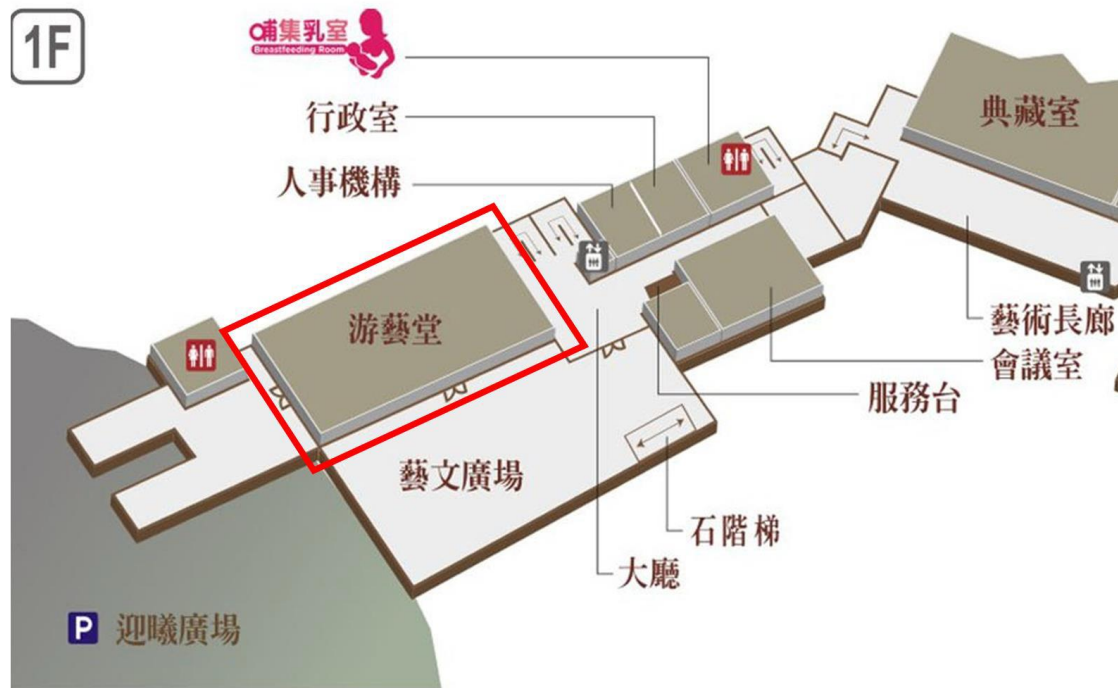 1F
哺集乳室
Breastfeeding Room
行政室
人事機構
典藏室
游藝堂
藝術長廊
會議室
服務台
藝文廣場
石階梯
大廳
P 迎曦廣場